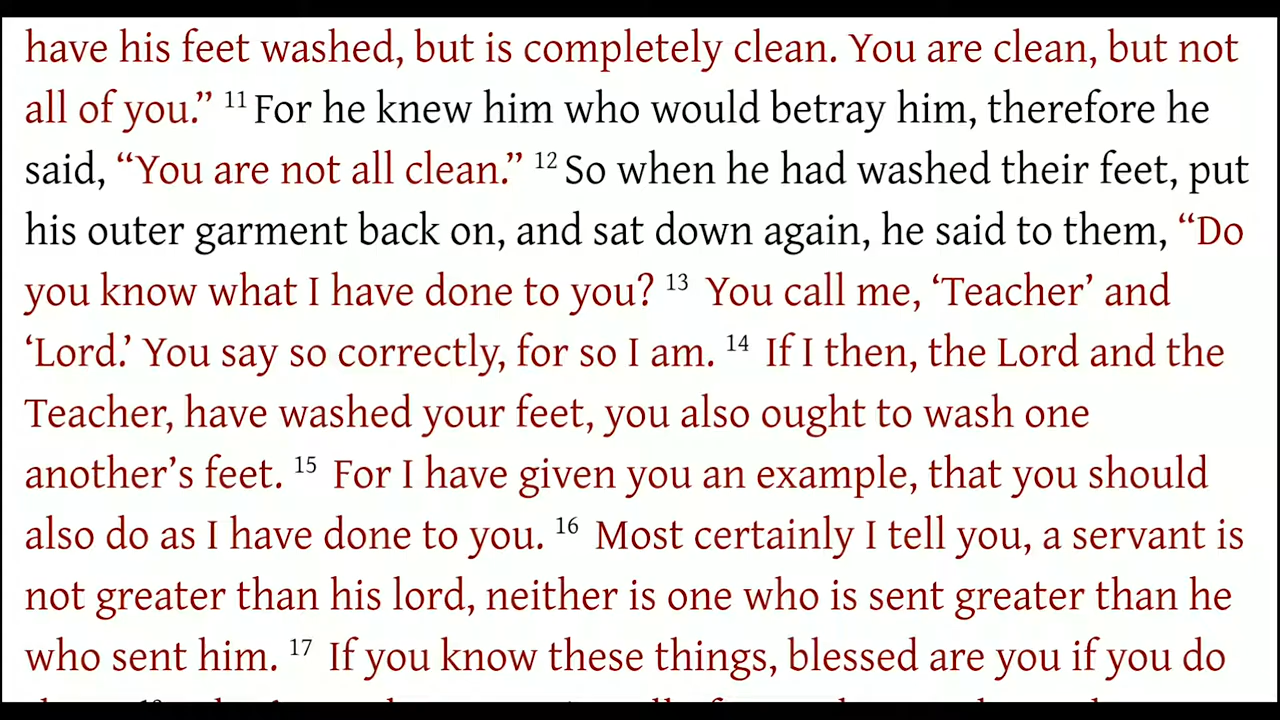 have his feet washed, but is completely clean. You are clean, but not
all of you.” 11 For he knew him who would betray him, therefore he
said, “You are not all clean.” 12 So when he had washed their feet, put
his outer garment back on, and sat down again, he said to them, “Do
you know what I have done to you? 13 You call me, ‘Teacher’ and
‘Lord.’ You say so correctly, for so I am. 14 If I then, the Lord and the
Teacher, have washed your feet, you also ought to wash one
another’s feet. 15 For I have given you an example, that you should
also do as I have done to you. 16 Most certainly I tell you, a servant is
not greater than his lord, neither is one who is sent greater than he
who sent him. 17 If you know these things, blessed are you if you do